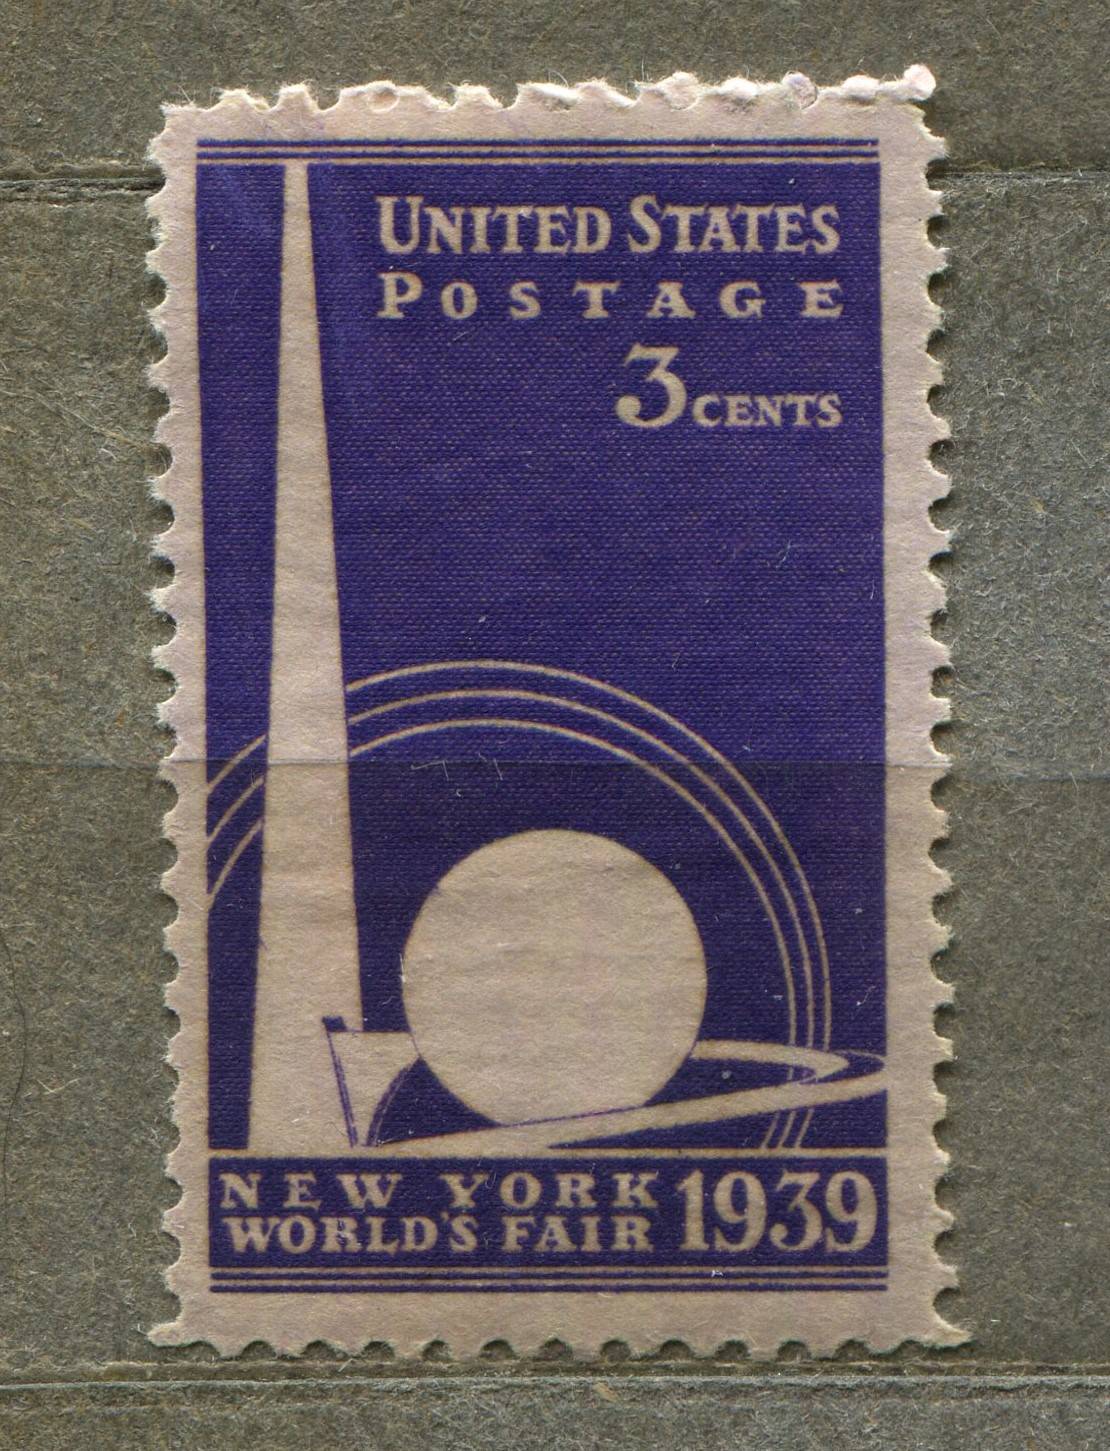 UNITED STATES
POSTAGE
3 CENTS
NEW YORK
WORLD'S FAIR 1939